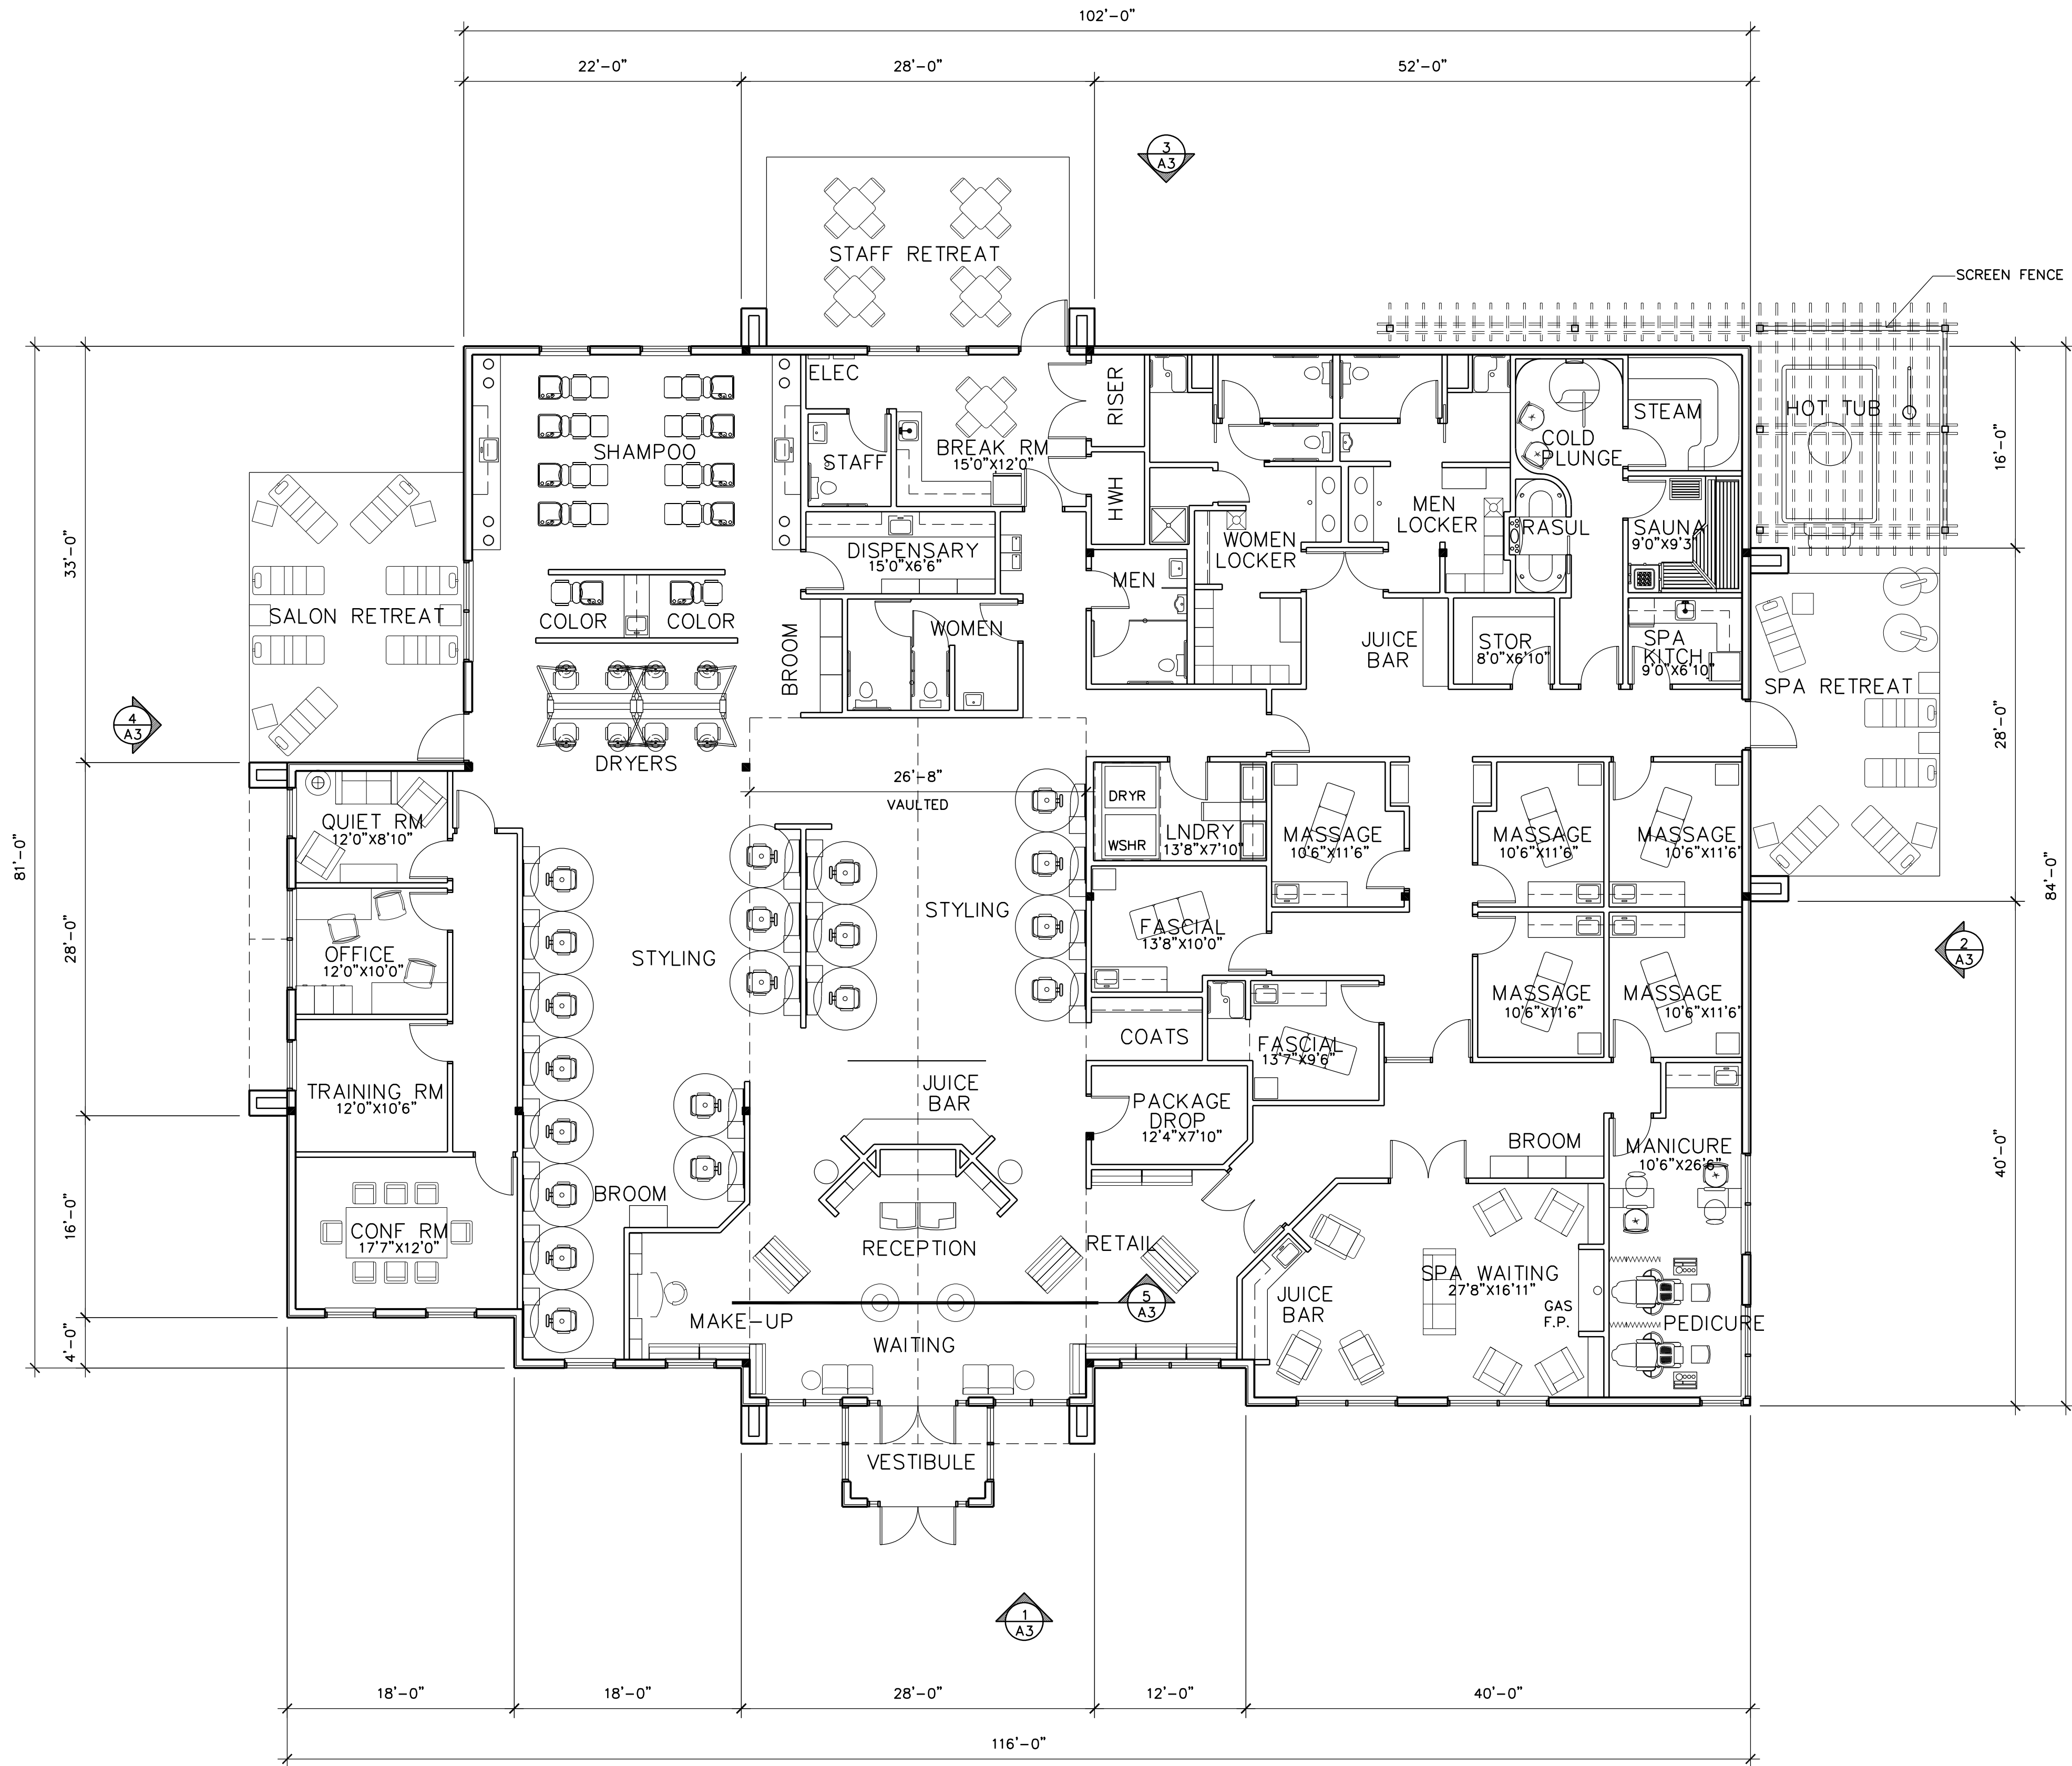 102'-0"
22'-0"
28'-0"
52'-0"
3
A3
STAFF RETREAT
SCREEN FENCE
ELEC
RISER
SHAMPOO
STAFF
BREAK RM
15'0"X12'0"
HWH
COLD
PLUNGE
STEAM
HOT TUB
16'-0"
33'-0"
DISPENSARY
15'0"X6'6"
WOMEN
LOCKER
MEN
LOCKER
RASUL
SAUNA
9'0"X9'3"
MEN
SALON RETREAT
COLOR
COLOR
BROOM
WOMEN
JUICE
BAR
STOR
8'0"X6'10"
SPA
KITCH
9'0"X6'10"
SPA RETREAT
4
A3
28'-0"
DRYERS
26'-8"
VAULTED
QUIET RM
12'0"X8'10"
DRYR
WSHR
LNDRY
13'8"X7'10"
MASSAGE
10'6"X11'6"
MASSAGE
10'6"X11'6"
MASSAGE
10'6"X11'6"
81'-0"
84'-0"
STYLING
STYLING
FASCIAL
13'8"X10'0"
28'-0"
OFFICE
12'0"X10'0"
2
A3
MASSAGE
10'6"X11'6"
MASSAGE
10'6"X11'6"
COATS
FASCIAL
13'7"X9'6"
TRAINING RM
12'0"X10'6"
JUICE
BAR
PACKAGE
DROP
12'4"X7'10"
BROOM
MANICURE
10'6"X26'6"
40'-0"
16'-0"
BROOM
CONF RM
17'7"X12'0"
RECEPTION
RETAIL
SPA WAITING
27'8"X16'11"
JUICE
BAR
GAS
F.P.
5
A3
MAKE-UP
PEDICURE
4'-0"
WAITING
VESTIBULE
1
A3
18'-0"
18'-0"
28'-0"
12'-0"
40'-0"
116'-0"